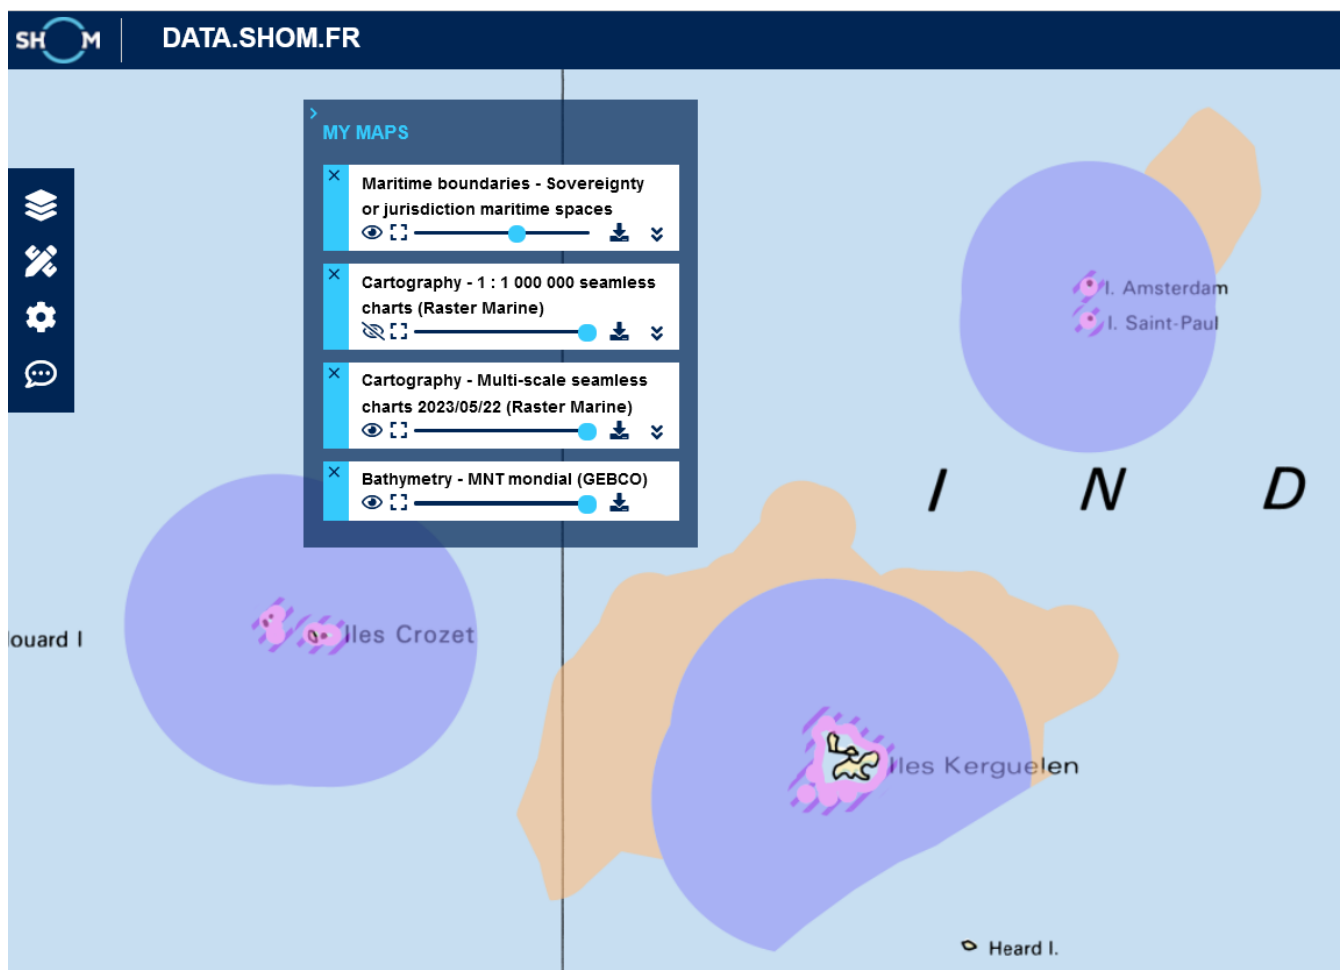 SHOM
DATA.SHOM.FR
MY MAPS
Maritime boundaries - Sovereignty
or jurisdiction maritime spaces
Cartography - 1 : 1 000 000 seamless
charts (Raster Marine)
Cartography - Multi-scale seamless
charts 2023/05/22 (Raster Marine)
Bathymetry - MNT mondial (GEBCO)
I. Amsterdam
I. Saint-Paul
I N D
Iles Crozet
ouard I
Iles Kerguelen
Heard I.